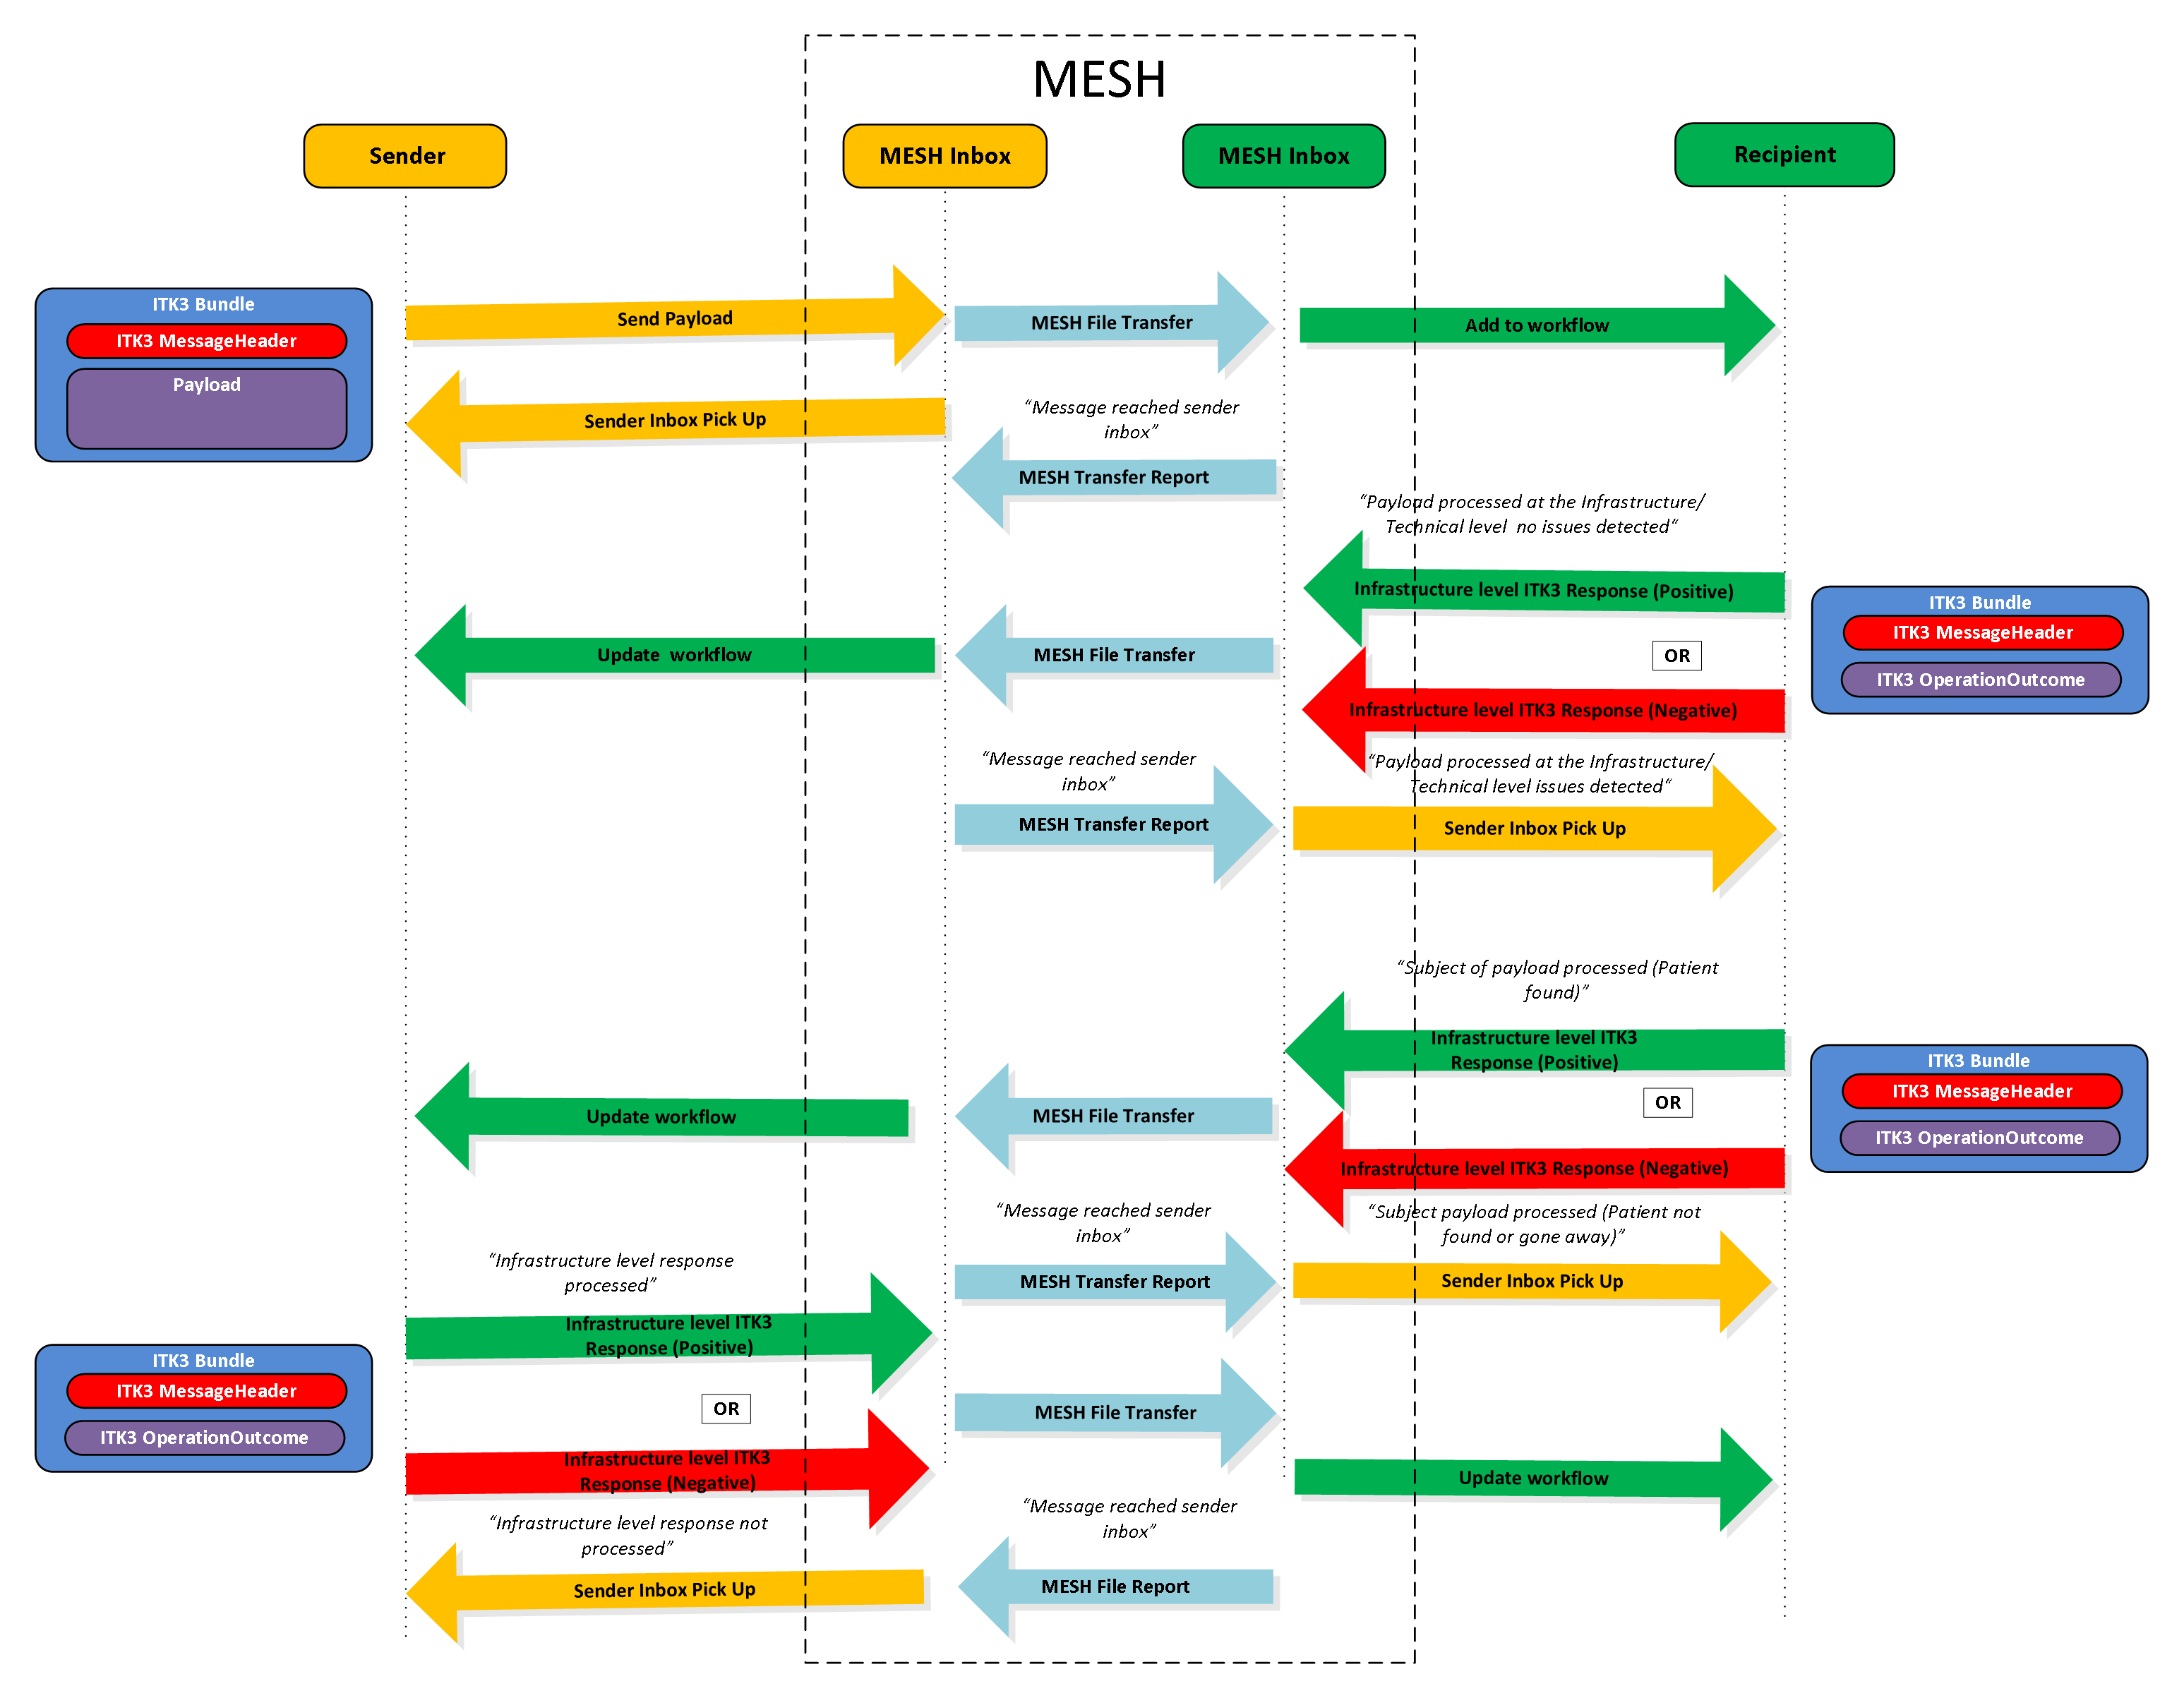 MESH
Sender
MESH Inbox
MESH Inbox
Recipient
ITK3 Bundle
ITK3 MessageHeader
Payload
Send Payload
MESH File Transfer
Add to workflow
Sender Inbox Pick Up
“Message reached sender
inbox”
MESH Transfer Report
“Payload processed at the Infrastructure/
Technical level  no issues detected“
Infrastructure level ITK3 Response (Positive)
Update  workflow
MESH File Transfer
OR
ITK3 Bundle
ITK3 MessageHeader
ITK3 OperationOutcome
Infrastructure level ITK3 Response (Negative)
“Payload processed at the Infrastructure/
Technical level issues detected“
“Message reached sender
inbox”
MESH Transfer Report
Sender Inbox Pick Up
“Subject of payload processed (Patient
found)”
Infrastructure level ITK3
Response (Positive)
Update workflow
MESH File Transfer
OR
ITK3 Bundle
ITK3 MessageHeader
ITK3 OperationOutcome
Infrastructure level ITK3 Response (Negative)
“Subject payload processed (Patient not
found or gone away)”
“Message reached sender
inbox”
MESH Transfer Report
Sender Inbox Pick Up
“Infrastructure level response
processed”
Infrastructure level ITK3
Response (Positive)
ITK3 Bundle
ITK3 MessageHeader
ITK3 OperationOutcome
OR
MESH File Transfer
Infrastructure level ITK3
Response (Negative)
Update workflow
“Infrastructure level response not
processed”
“Message reached sender
inbox”
Sender Inbox Pick Up
MESH File Report